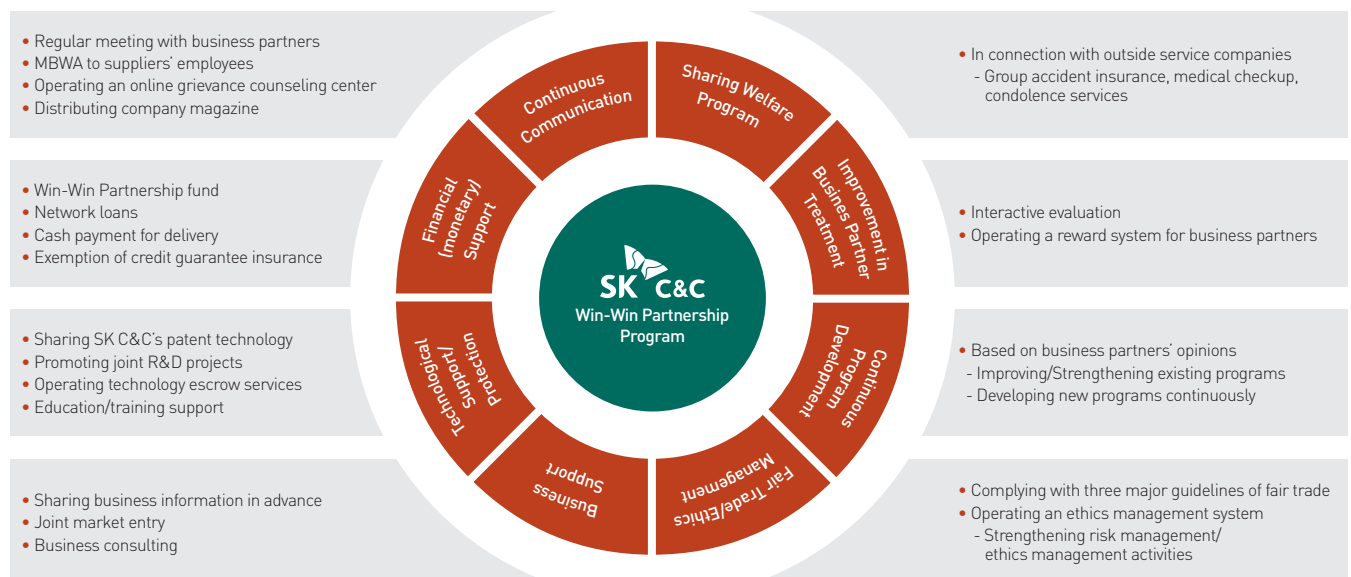 • Regular meeting with business partners
• MBWA to suppliers’ employees
• Operating an online grievance counseling center
• Distributing company magazine
• Win-Win Partnership fund
• Network loans
• Cash payment for delivery
• Exemption of credit guarantee insurance
• Sharing SK C&C’s patent technology
• Promoting joint R&D projects
• Operating technology escrow services
• Education/training support
• Sharing business information in advance
• Joint market entry
• Business consulting
Continuous
Communication
Sharing Welfare
Program
Financial
(monetary)
Support
Improvement in
Busines Partner
Treatment
SK C&C
Win-Win Partnership
Program
Technological
Support/
Protection
Continuous
Program
Development
Business
Support
Fair Trade/Ethics
Management
• In connection with outside service companies
- Group accident insurance, medical checkup,
condolence services
• Interactive evaluation
• Operating a reward system for business partners
• Based on business partners’ opinions
- Improving/Strengthening existing programs
- Developing new programs continuously
• Complying with three major guidelines of fair trade
• Operating an ethics management system
- Strengthening risk management/
ethics management activities